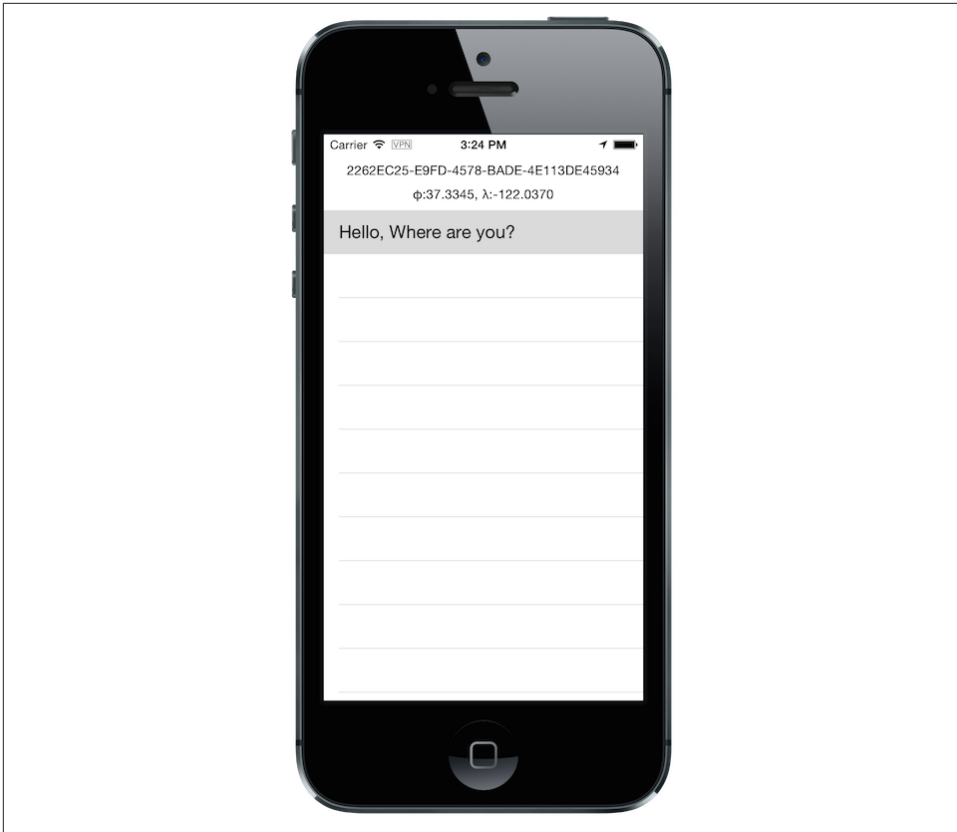 Carrier VPN 3:24 PM
2262EC25-E9FD-4578-BADE-4E113DE45934
φ:37.3345, λ:-122.0370
Hello, Where are you?